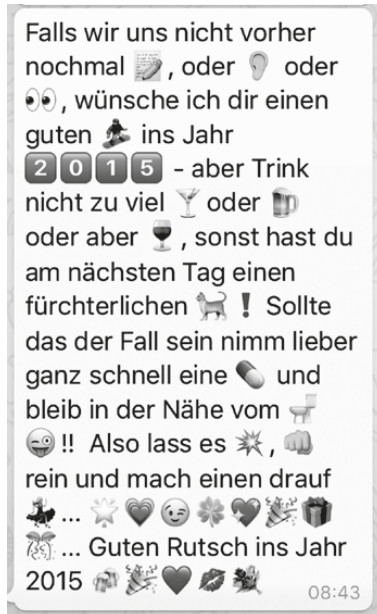 Falls wir uns nicht vorher
nochmal 📝, oder 👂 oder
👀, wünsche ich dir einen
guten 🏂 ins Jahr
2️⃣0️⃣1️⃣5️⃣ - aber Trink
nicht zu viel 🍸 oder 🍺
oder aber 🍷, sonst hast du
am nächsten Tag einen
fürchterlichen 🐈❗ Sollte
das der Fall sein nimm lieber
ganz schnell eine 💊 und
bleib in der Nähe vom 🚽
😜!! Also lass es 💥, 👊
rein und mach einen drauf
💃... 🌟💗😉🍀💖🎉🎁
🎊... Guten Rutsch ins Jahr
2015 🍻🎉❤️💋💐
08:43